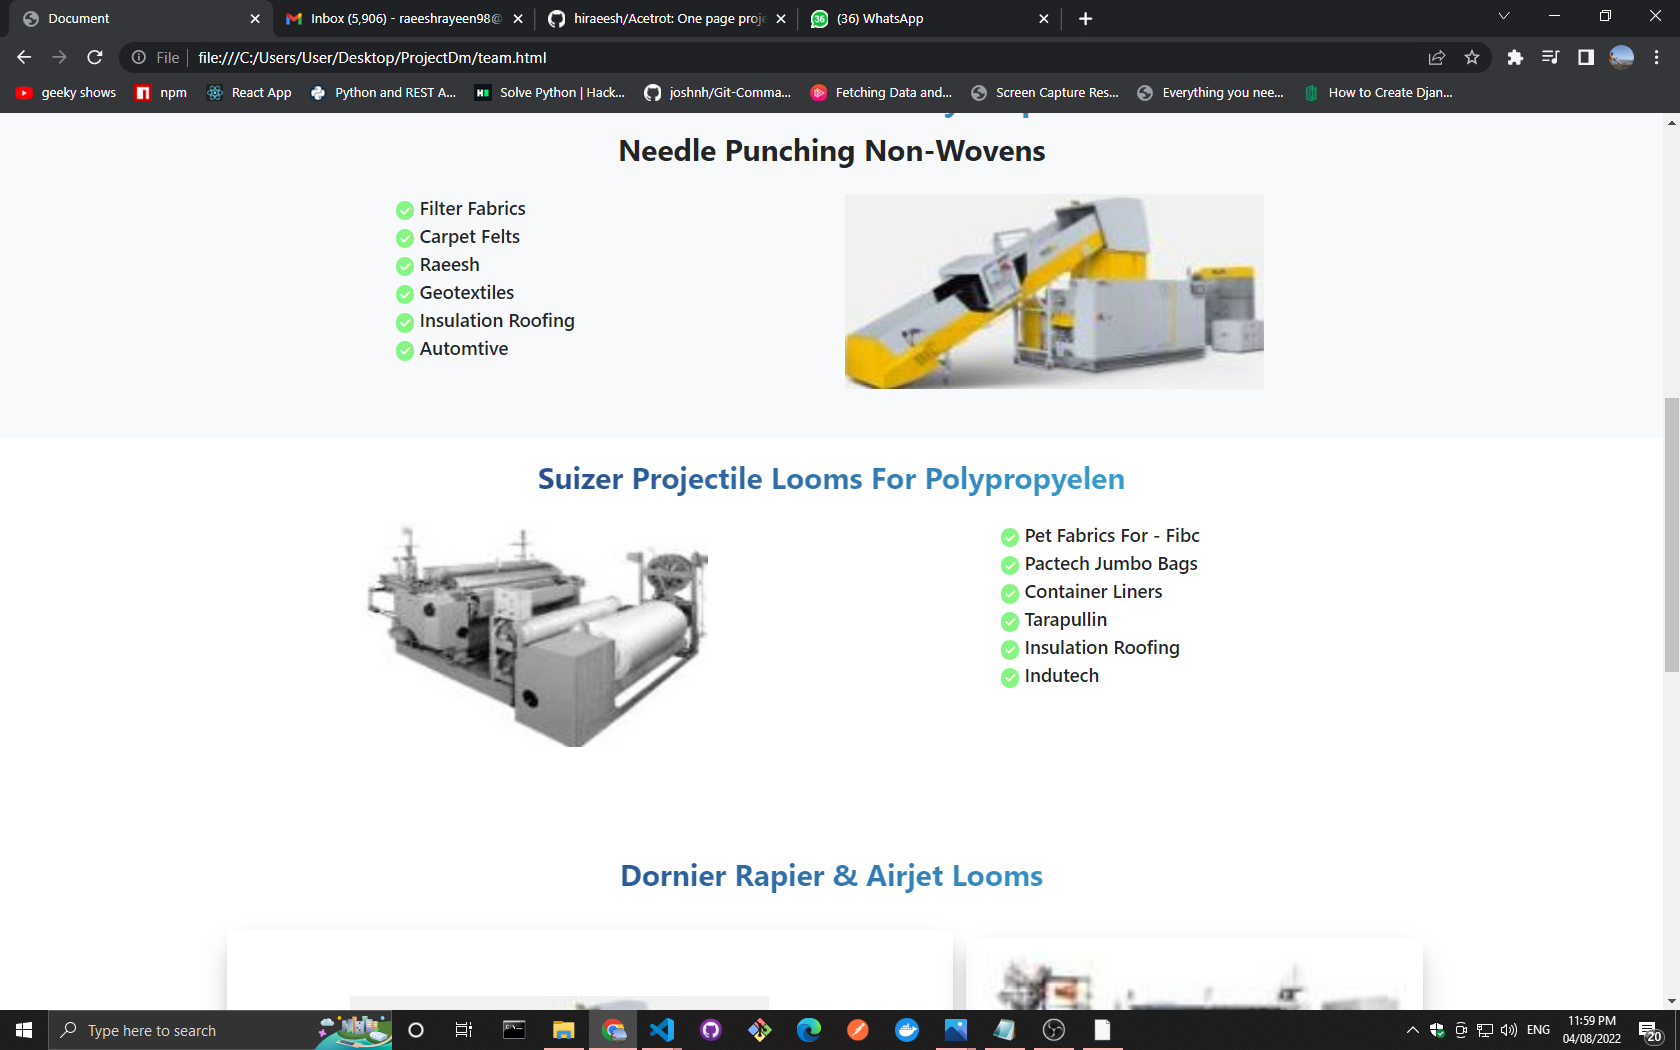 Document
Inbox (5,906) - raeeshrayeen98@
hiraeesh/Acetrot: One page proje
(36) WhatsApp
File
file:///C:/Users/User/Desktop/ProjectDm/team.html
geeky shows
npm
React App
Python and REST A...
Solve Python | Hack...
joshnh/Git-Comma...
Fetching Data and...
Screen Capture Res...
Everything you nee...
How to Create Djan...
Needle Punching Non-Wovens
Filter Fabrics
Carpet Felts
Raeesh
Geotextiles
Insulation Roofing
Automtive
Suizer Projectile Looms For Polypropyelen
Pet Fabrics For - Fibc
Pactech Jumbo Bags
Container Liners
Tarapullin
Insulation Roofing
Indutech
Dornier Rapier & Airjet Looms
Type here to search
ENG
11:59 PM
04/08/2022
20